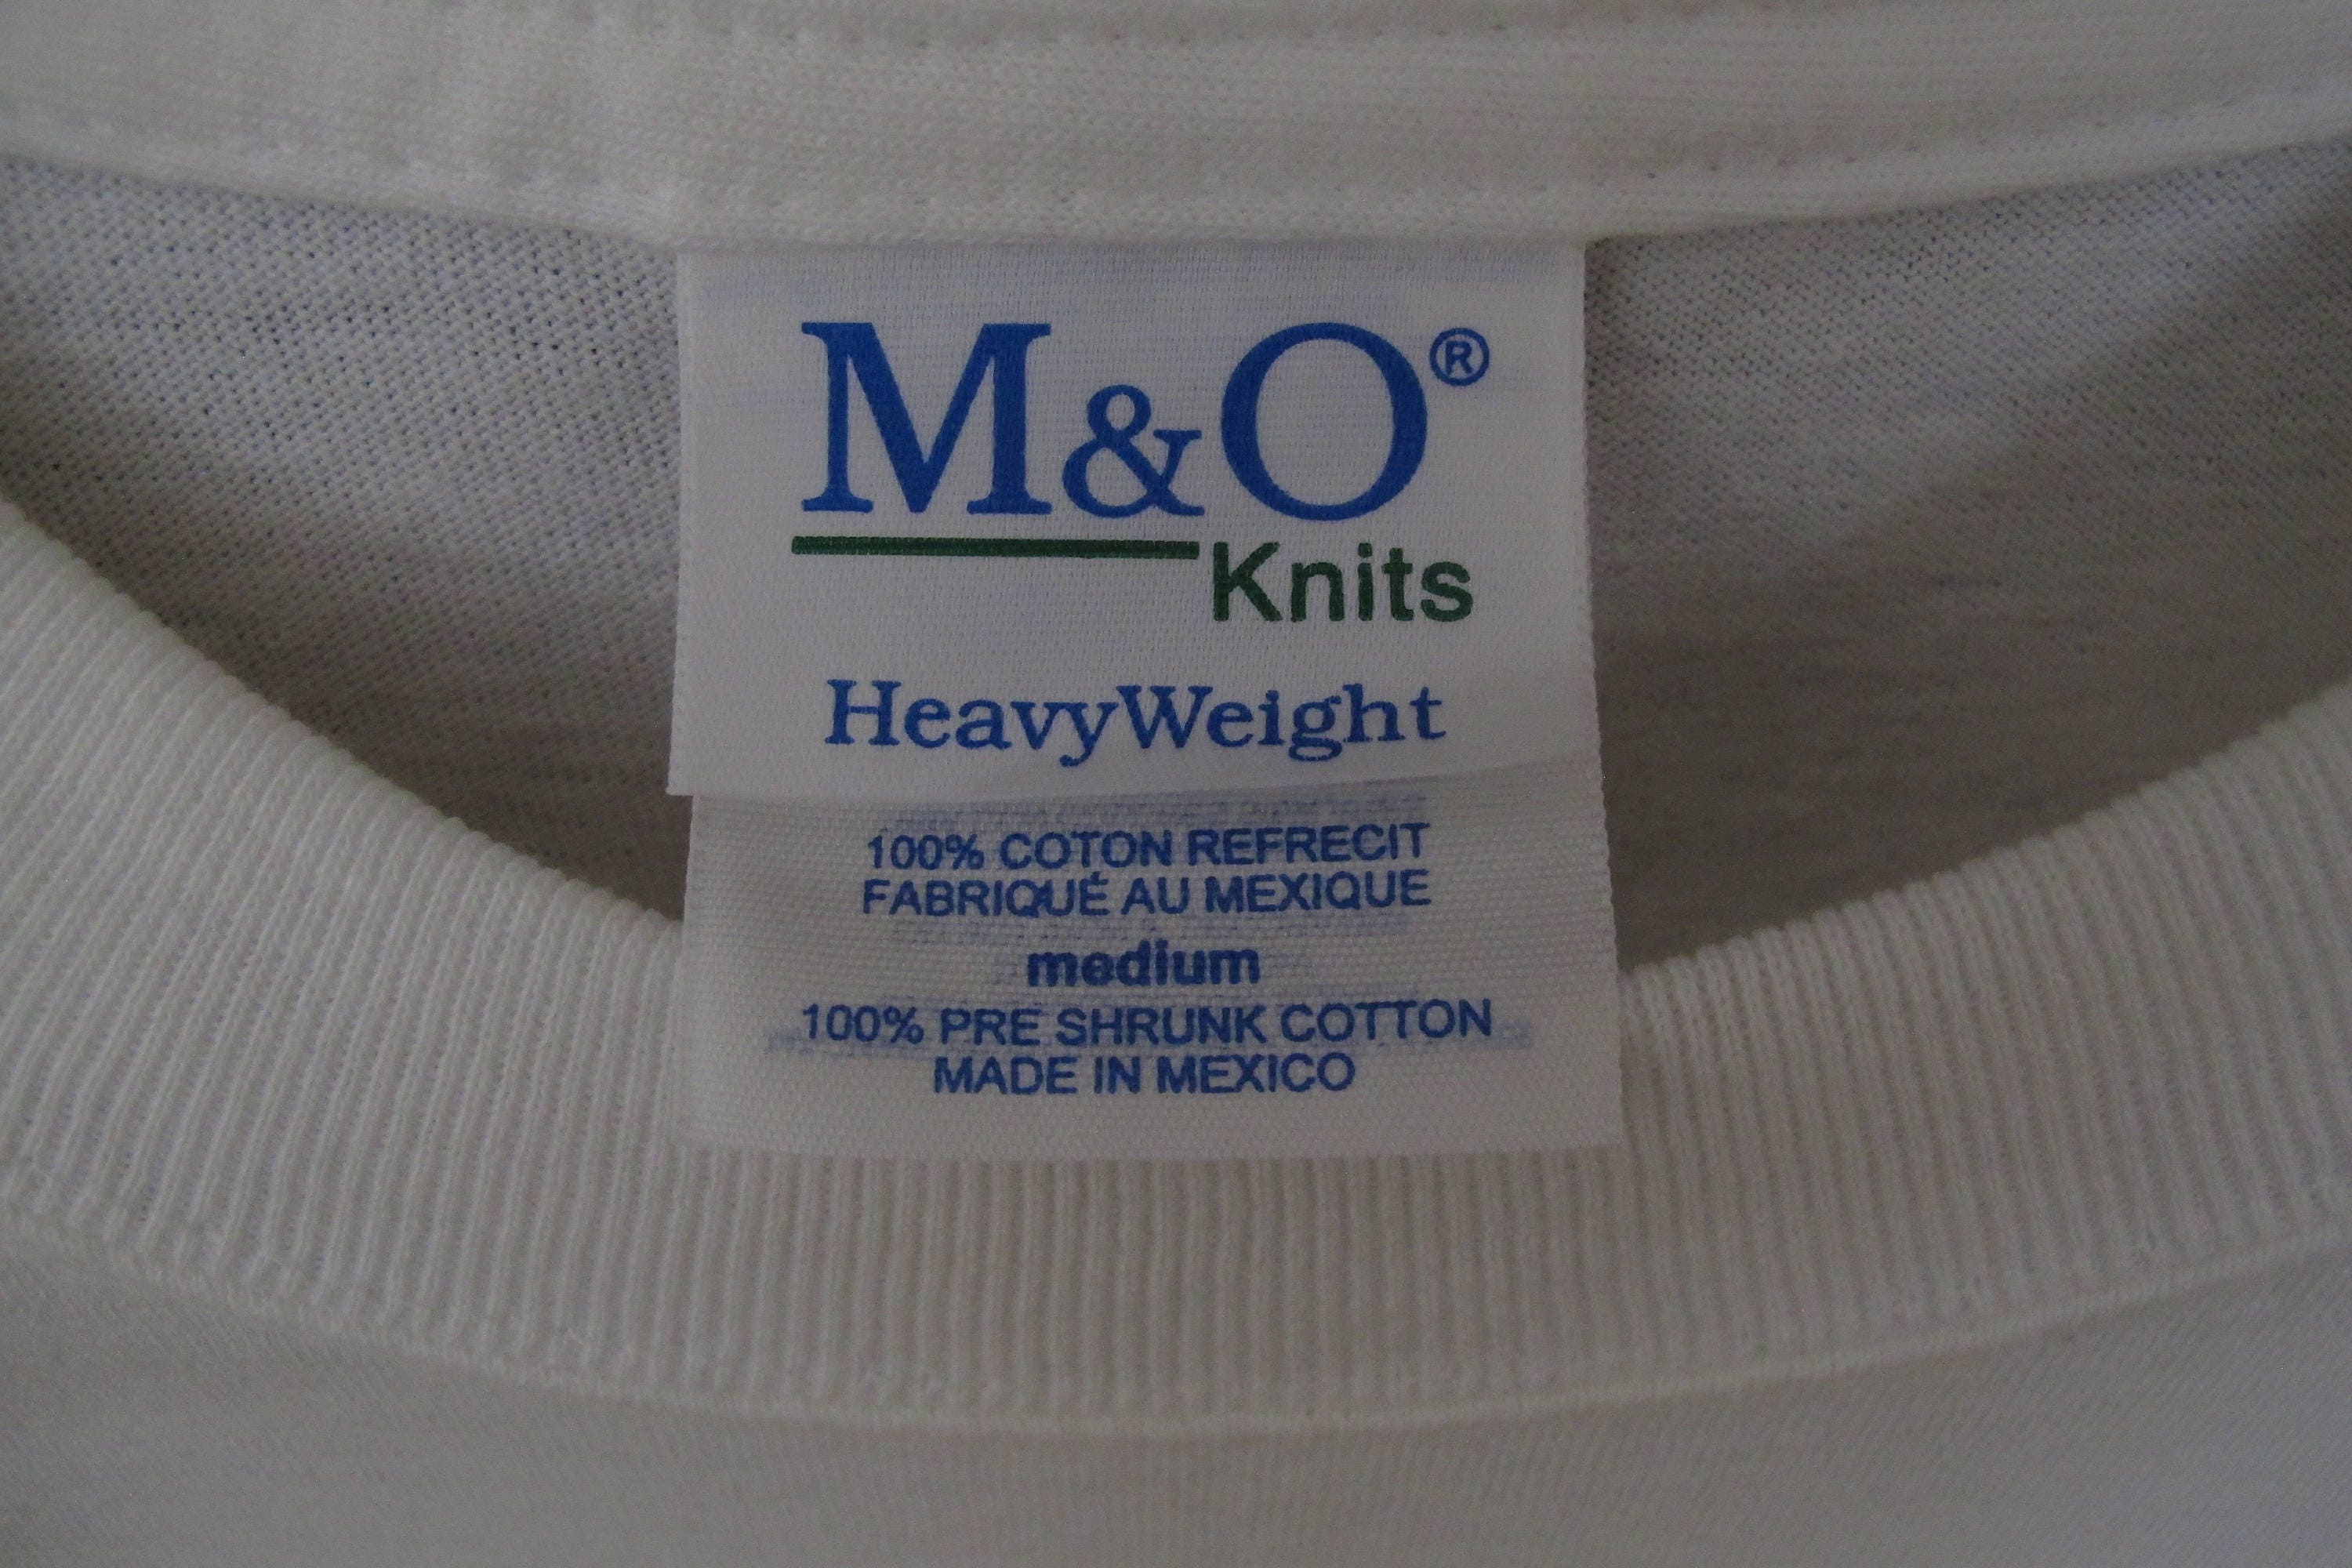 M&O®
Knits
HeavyWeight
100% COTON REFRECIT
FABRIQUÉ AU MEXIQUE
medium
100% PRE SHRUNK COTTON
MADE IN MEXICO